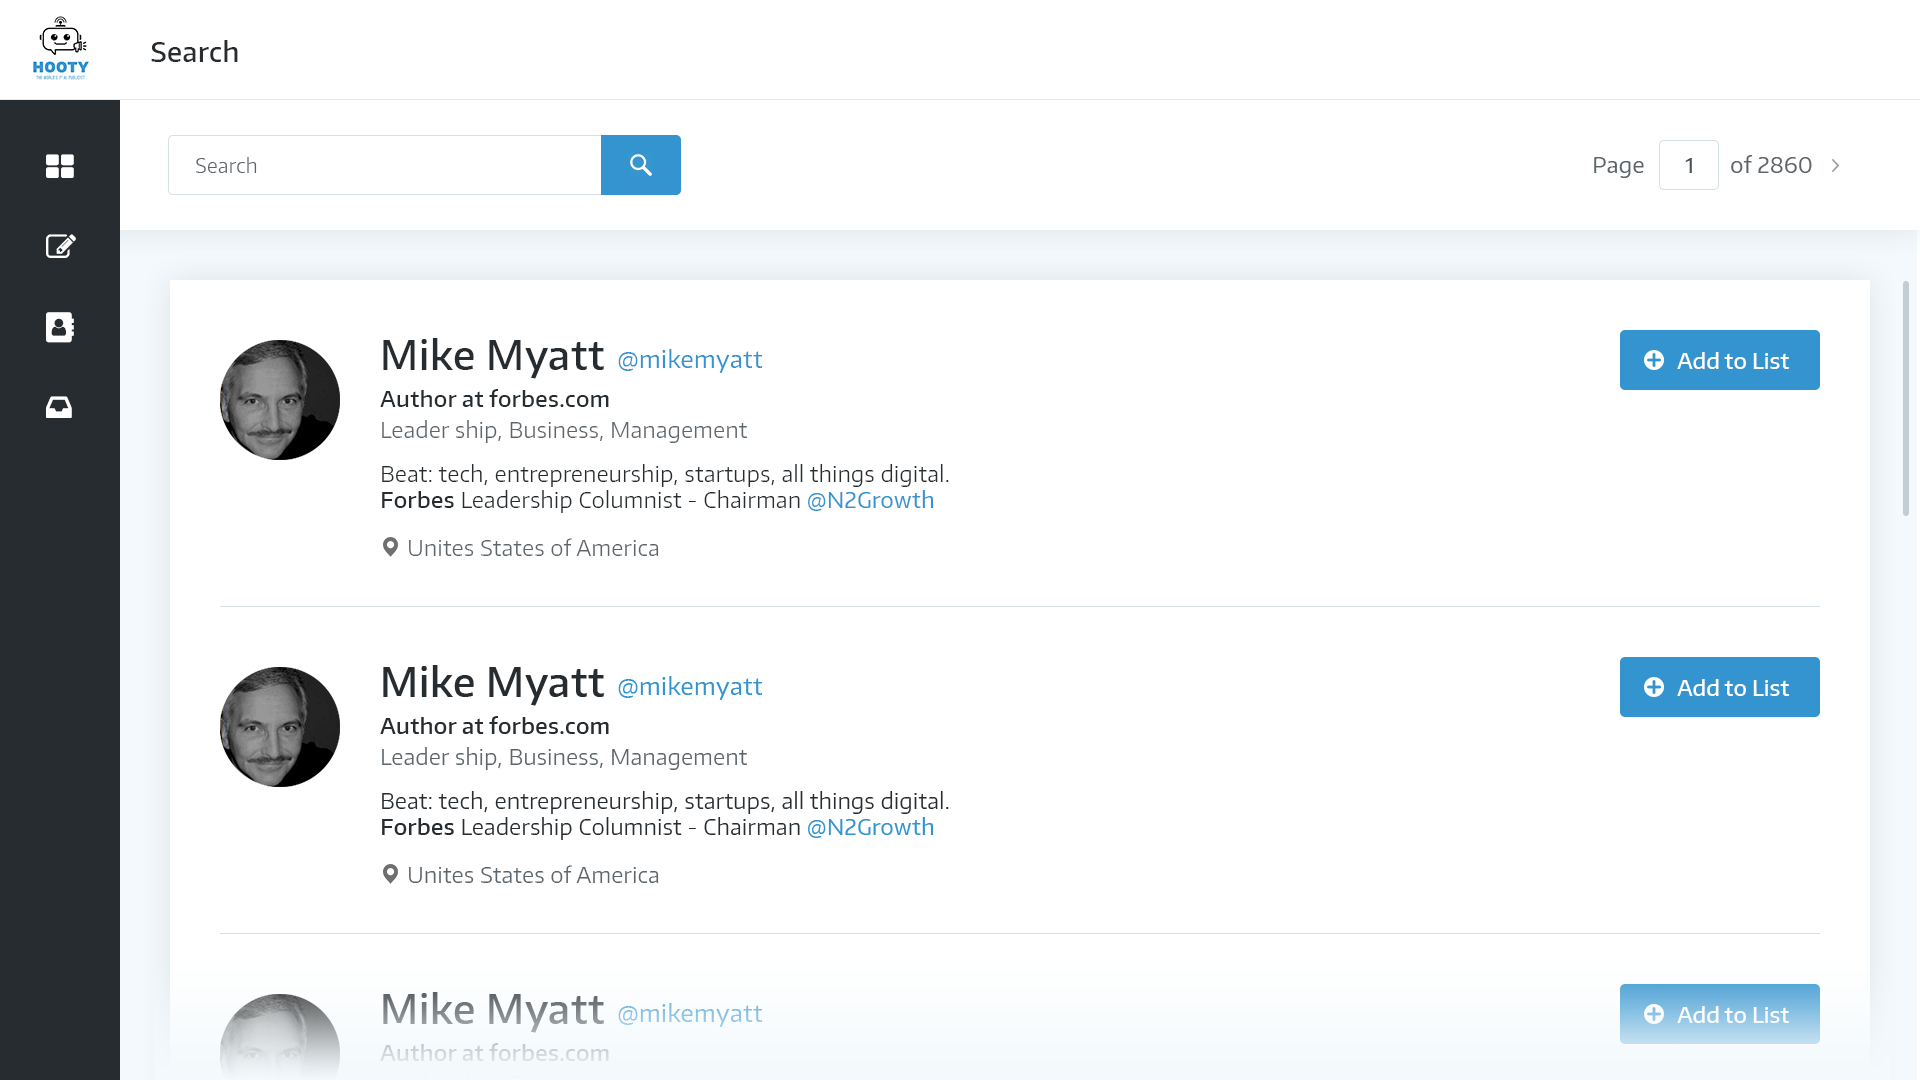 HOOTY
Search
Search
Page 1 of 2860
Mike Myatt @mikemyatt
Add to List
Author at forbes.com
Leader ship, Business, Management
Beat: tech, entrepreneurship, startups, all things digital.
Forbes Leadership Columnist - Chairman @N2Growth
Unites States of America
Mike Myatt @mikemyatt
Add to List
Author at forbes.com
Leader ship, Business, Management
Beat: tech, entrepreneurship, startups, all things digital.
Forbes Leadership Columnist - Chairman @N2Growth
Unites States of America
Mike Myatt @mikemyatt
Add to List
Author at forbes.com